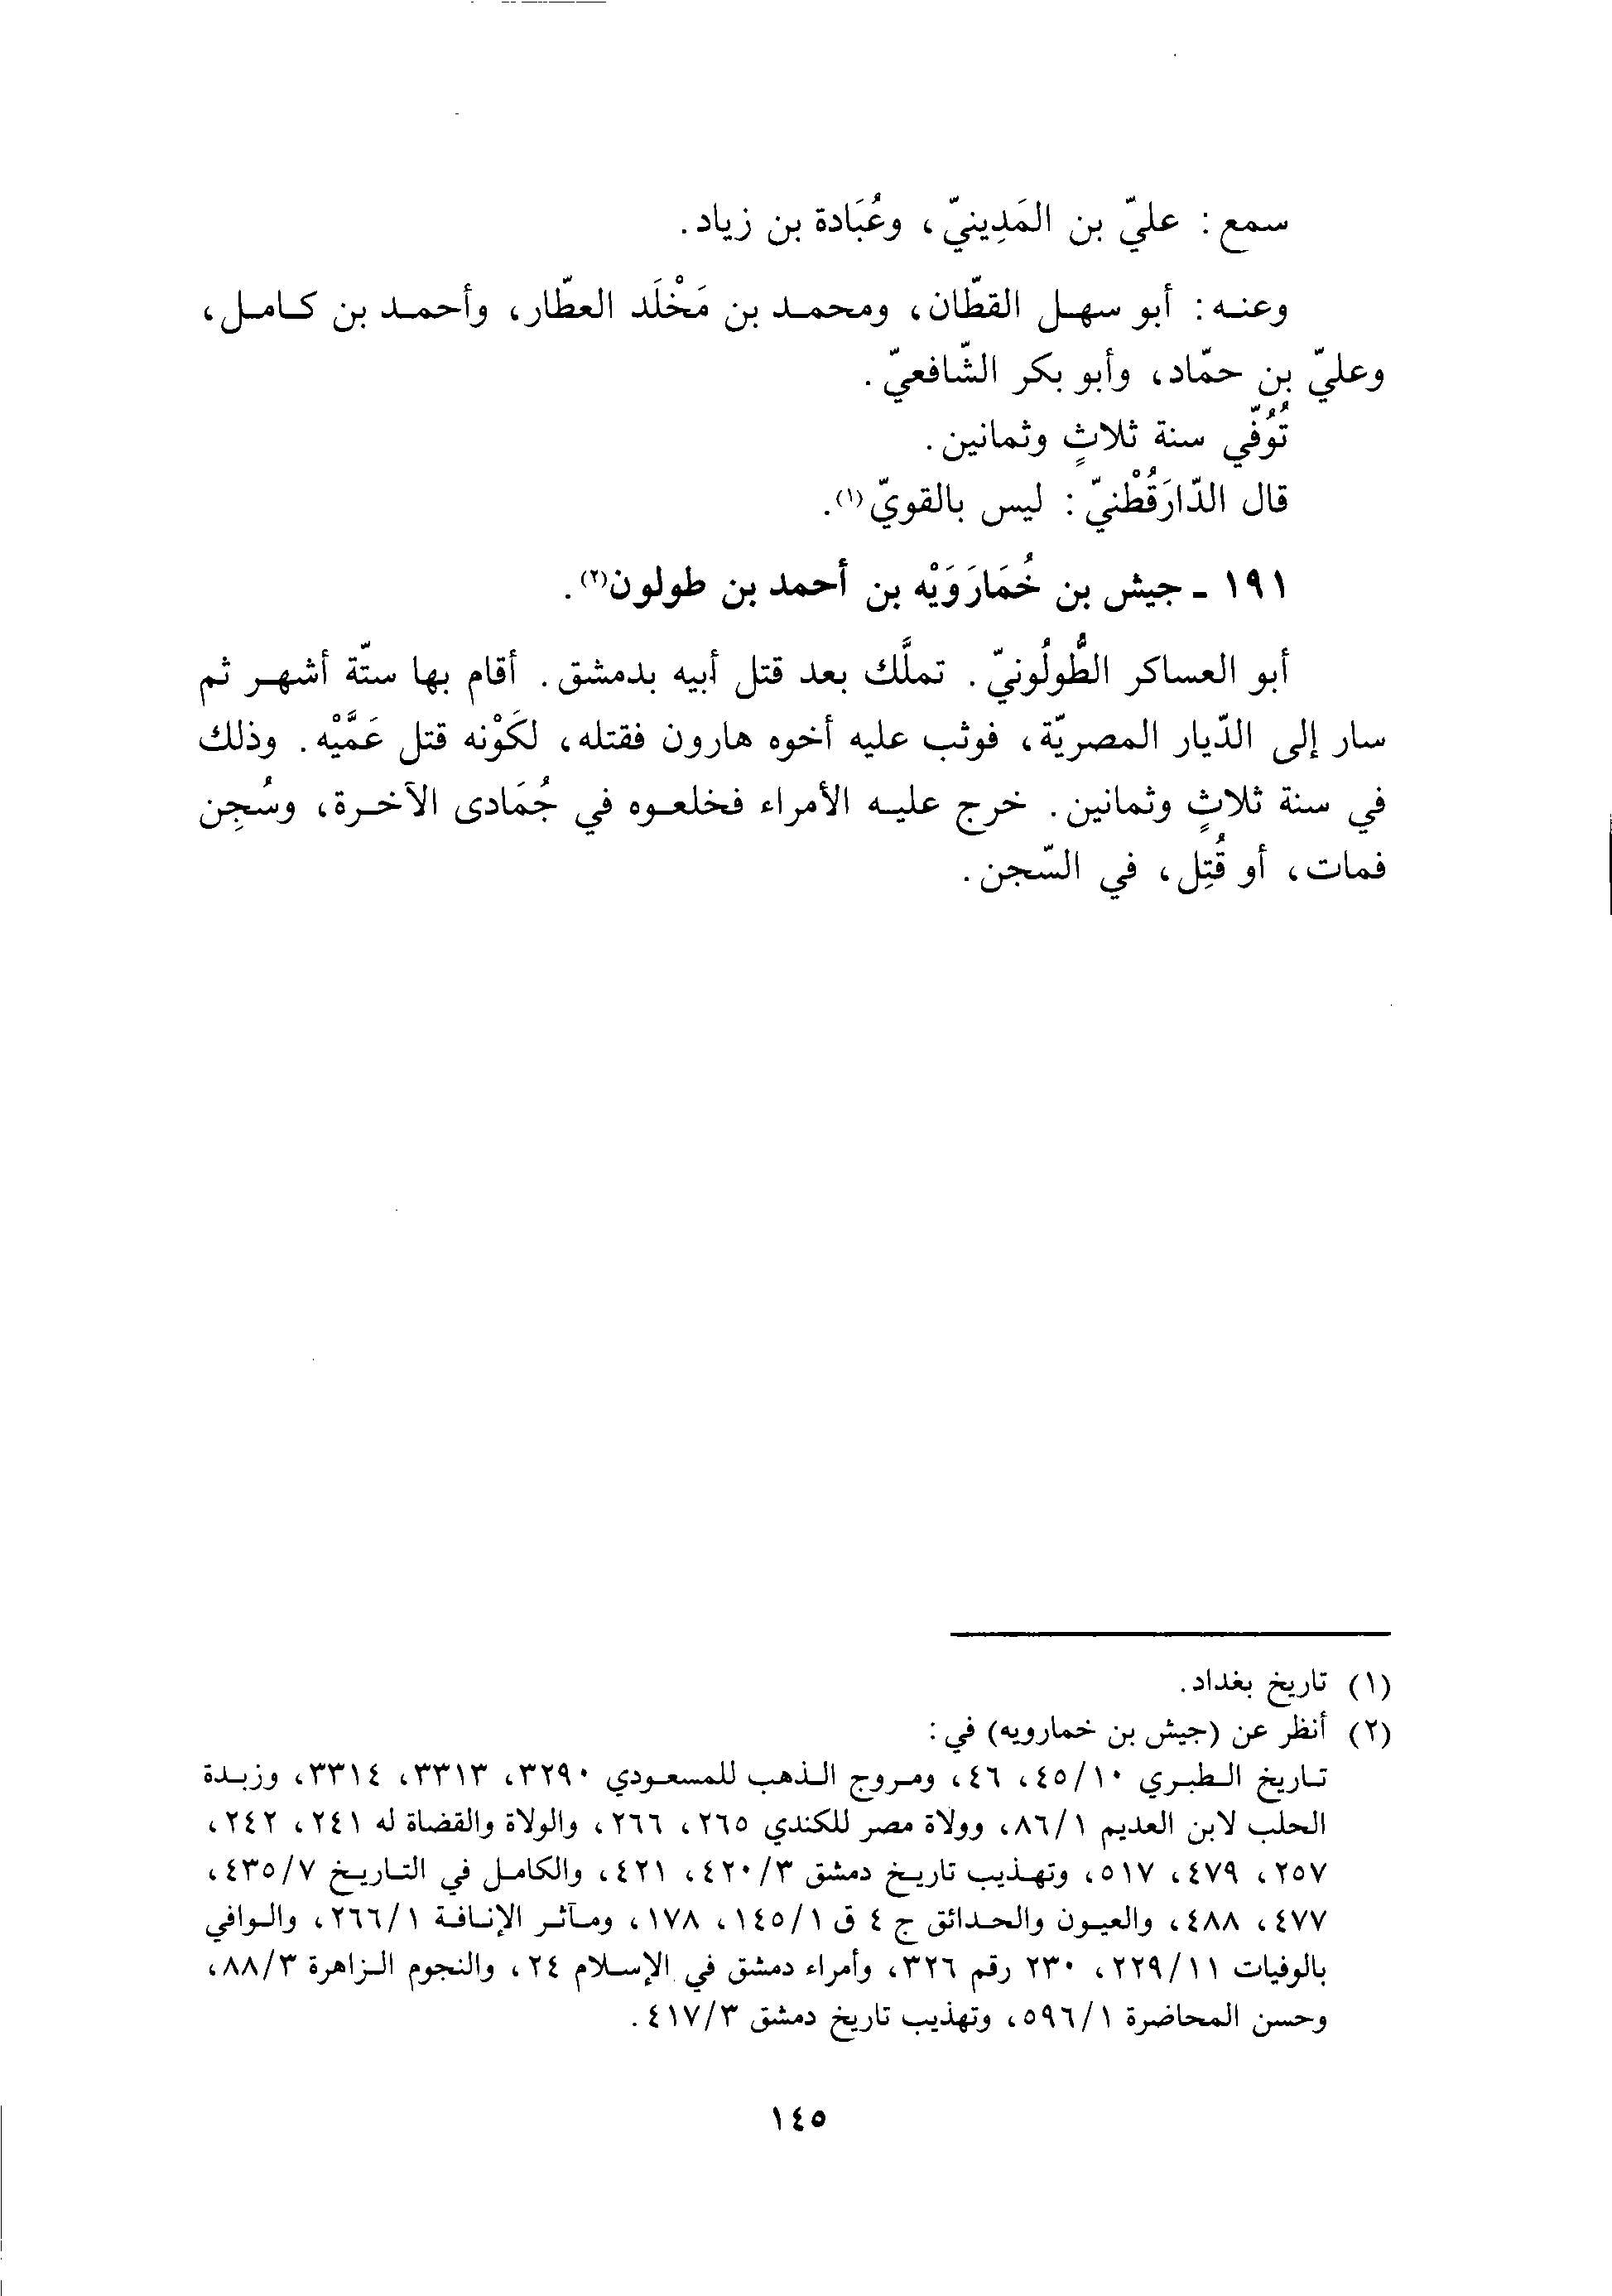 سمع : عليّ بن المَدِينيّ، وعُبَادة بن زياد.
وعنه : أبو سهل القطّان، ومحمد بن مَخْلَد العطّار، وأحمد بن كامل،
وعليّ بن حمّاد، وأبو بكر الشّافعيّ.
تُوُفّي سنة ثلاثٍ وثمانين.
قال الدّارَقُطْنيّ : ليس بالقويّ(١).
١٩١ - جيش بن خُمَارَوَيْه بن أحمد بن طولون(٢).
أبو العساكر الطُّولُونيّ. تملَّك بعد قتل أبيه بدمشق. أقام بها ستّة أشهر ثم
سار إلى الدّيار المصريّة، فوثب عليه أخوه هارون فقتله، لكَوْنه قتل عَمَّيْه. وذلك
في سنة ثلاثٍ وثمانين. خرج عليه الأمراء فخلعوه في جُمَادى الآخرة، وسُجِن
فمات، أو قُتِل، في السّجن.
(١) تاريخ بغداد.
(٢) أنظر عن (جيش بن خمارويه) في :
تاريخ الطبري ٤٥/١٠، ٤٦، ومروج الذهب للمسعودي ٣٢٩٠، ٣٣١٣، ٣٣١٤، وزبدة
الحلب لابن العديم ٨٦/١، وولاة مصر للكندي ٢٦٥، ٢٦٦، والولاة والقضاة له ٢٤١، ٢٤٢،
٢٥٧، ٤٧٩، ٥١٧، وتهذيب تاريخ دمشق ٤٢٠/٣، ٤٢١، والكامل في التاريخ ٤٣٥/٧،
٤٧٧، ٤٨٨، والعيون والحدائق ج ٤ ق ١٤٥/١، ١٧٨، ومآثر الإنافة ٢٦٦/١، والوافي
بالوفيات ٢٢٩/١١، ٢٣٠ رقم ٣٢٦، وأمراء دمشق في الإسلام ٢٤، والنجوم الزاهرة ٨٨/٣،
وحسن المحاضرة ٥٩٦/١، وتهذيب تاريخ دمشق ٤١٧/٣.
١٤٥